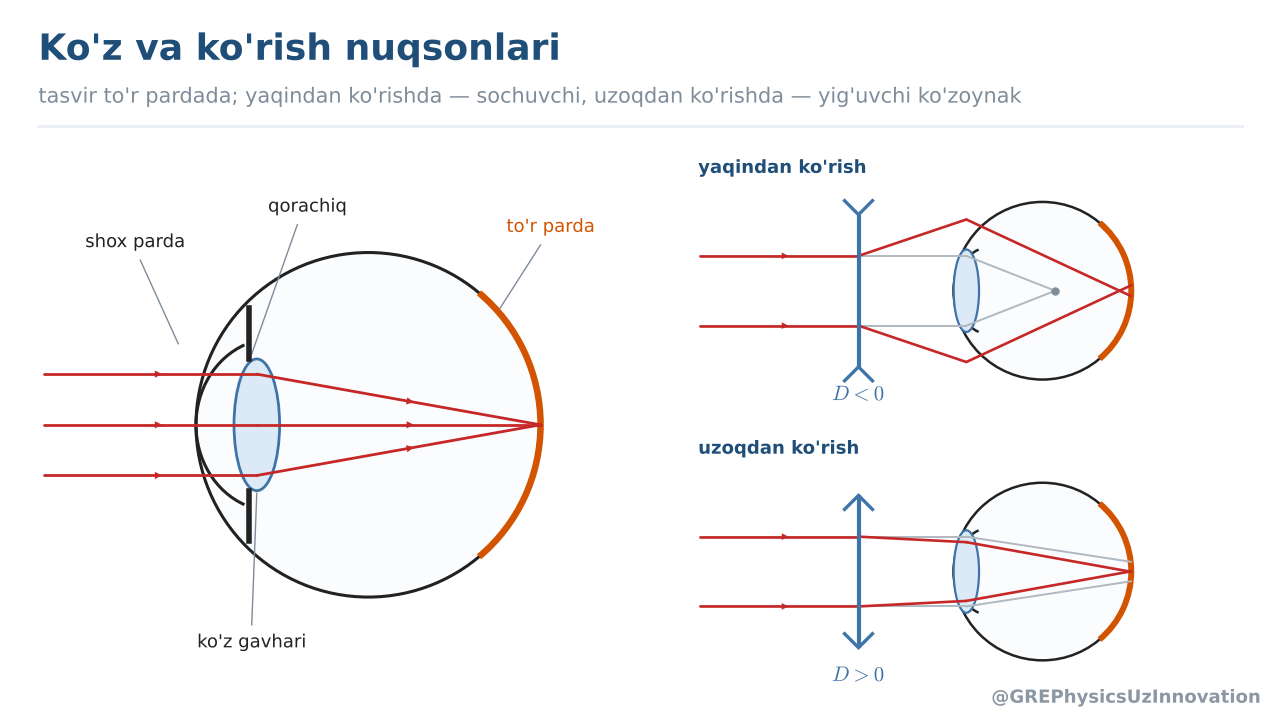 Ko'z va ko'rish nuqsonlari
tasvir to'r pardada; yaqindan ko'rishda — sochuvchi, uzoqdan ko'rishda — yig'uvchi ko'zoynak
yaqindan ko'rish
qorachiq
to'r parda
shox parda
D < 0
uzoqdan ko'rish
ko'z gavhari
D > 0
@GREPhysicsUzInnovation